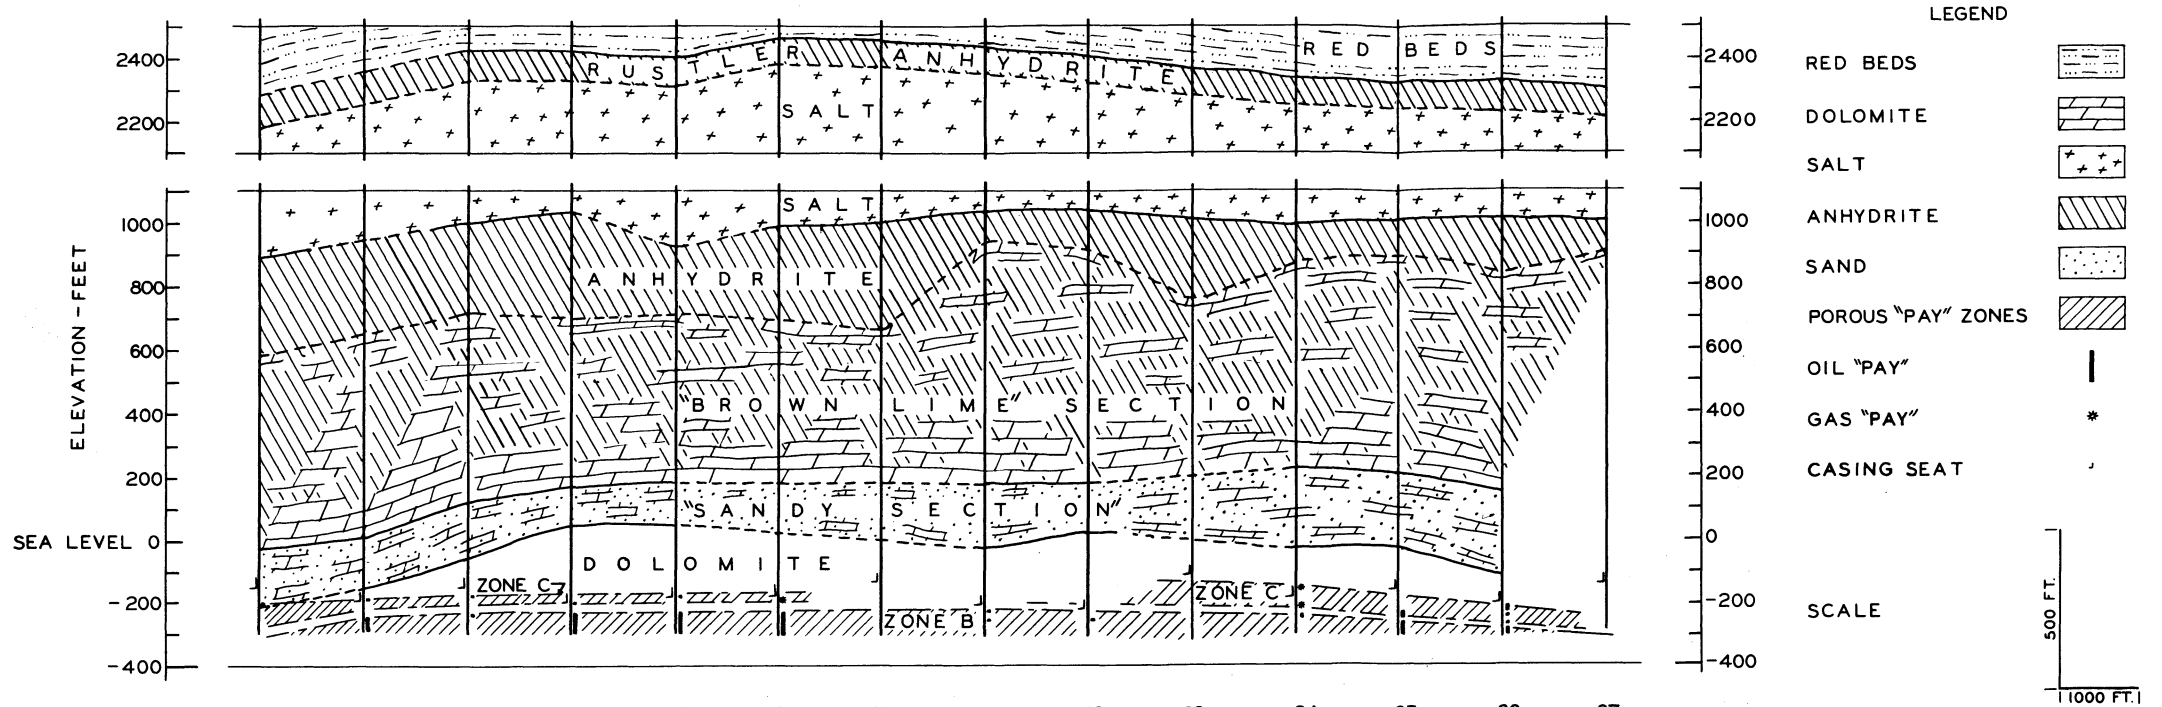 LEGEND
RED BEDS
DOLOMITE
SALT
ANHYDRITE
SAND
POROUS "PAY" ZONES
OIL "PAY"
GAS "PAY"
CASING SEAT
SCALE
500 FT.
1000 FT.
ELEVATION-FEET
2400
2200
1000
800
600
400
200
SEA LEVEL 0
-200
-400
RED BEDS
RUSTLER ANHYDRITE
SALT
SALT
ANHYDRITE
"BROWN LIME" SECTION
"SANDY SECTION"
DOLOMITE
ZONE C
ZONE C
ZONE B
2400
2200
1000
800
600
400
200
0
-200
-400